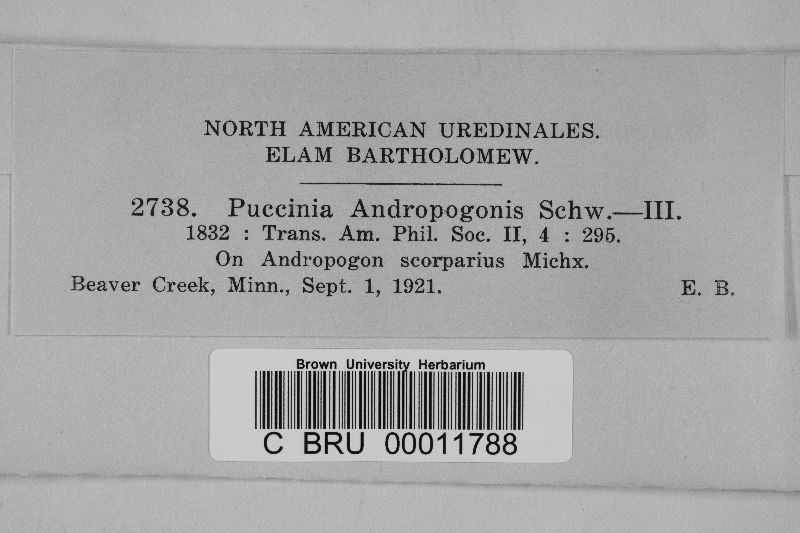 NORTH AMERICAN UREDINALES.
ELAM BARTHOLOMEW.
2738. Puccinia Andropogonis Schw.—III.
1832 : Trans. Am. Phil. Soc. II, 4 : 295.
On Andropogon scorparius Michx.
Beaver Creek, Minn., Sept. 1, 1921. E. B.
Brown University Herbarium
C BRU 00011788